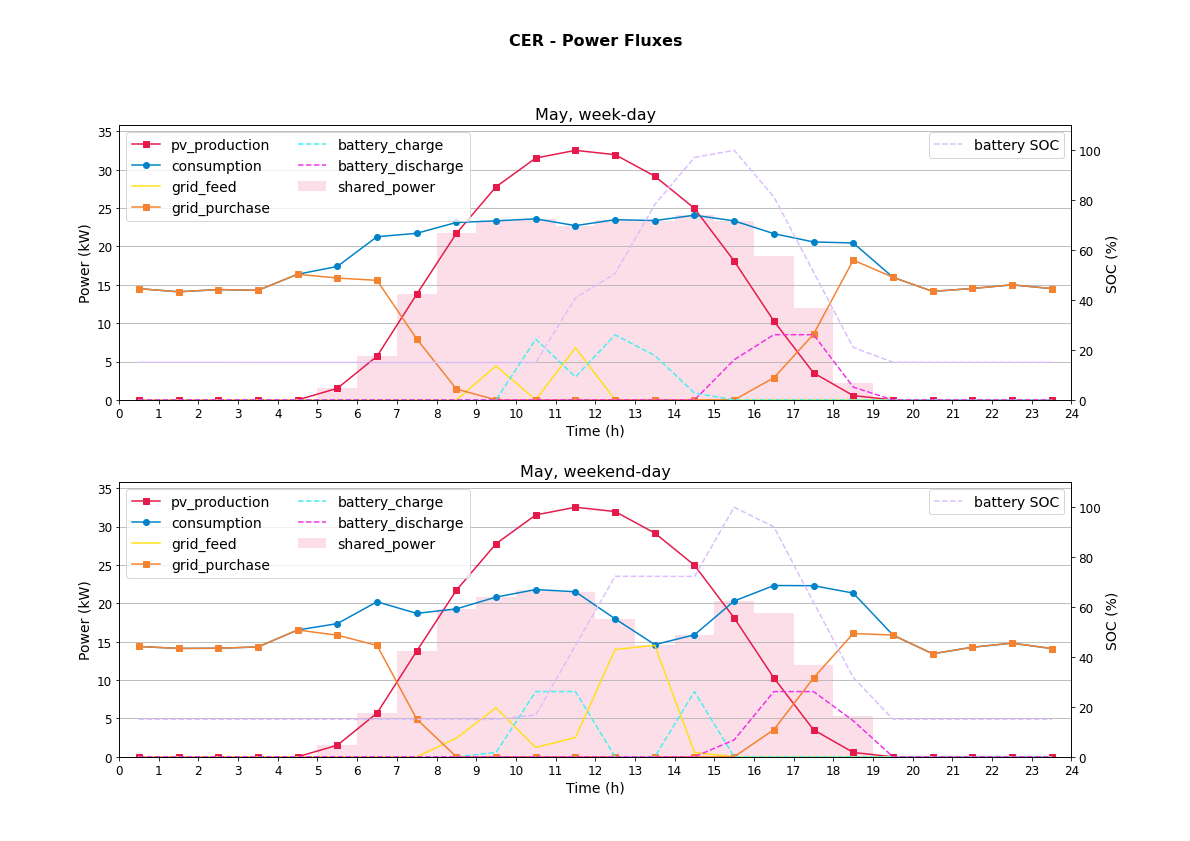 CER - Power Fluxes
May, week-day
pv_production
consumption
grid_feed
grid_purchase
battery_charge
battery_discharge
shared_power
battery SOC
Power (kW)
35
30
25
20
15
10
5
0
SOC (%)
100
80
60
40
20
0
0 1 2 3 4 5 6 7 8 9 10 11 12 13 14 15 16 17 18 19 20 21 22 23 24
Time (h)
May, weekend-day
pv_production
consumption
grid_feed
grid_purchase
battery_charge
battery_discharge
shared_power
battery SOC
Power (kW)
35
30
25
20
15
10
5
0
SOC (%)
100
80
60
40
20
0
0 1 2 3 4 5 6 7 8 9 10 11 12 13 14 15 16 17 18 19 20 21 22 23 24
Time (h)